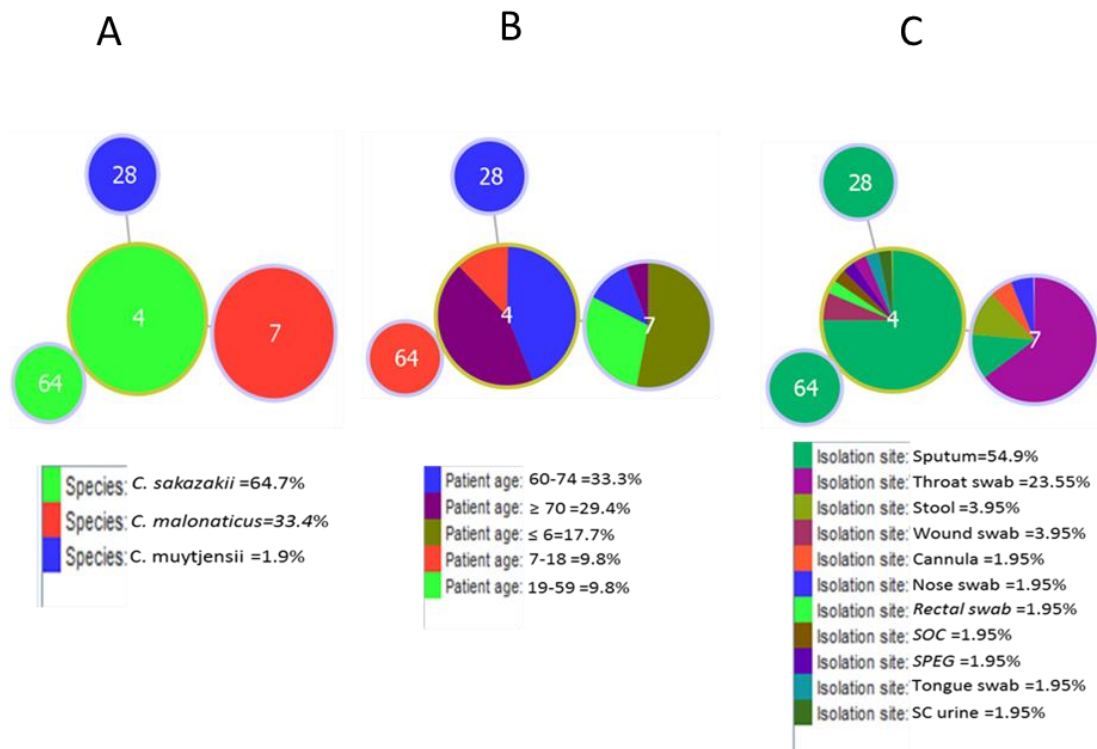 A
B
C
28
4
7
64
28
4
7
64
28
4
7
64
Species: C. sakazakii =64.7%
Species: C. malonaticus=33.4%
Species: C. muytjensii =1.9%
Patient age: 60-74 =33.3%
Patient age: ≥ 70 =29.4%
Patient age: ≤ 6=17.7%
Patient age: 7-18 =9.8%
Patient age: 19-59 =9.8%
Isolation site: Sputum=54.9%
Isolation site: Throat swab =23.55%
Isolation site: Stool =3.95%
Isolation site: Wound swab =3.95%
Isolation site: Cannula =1.95%
Isolation site: Nose swab =1.95%
Isolation site: Rectal swab =1.95%
Isolation site: SOC =1.95%
Isolation site: SPEG =1.95%
Isolation site: Tongue swab =1.95%
Isolation site: SC urine =1.95%